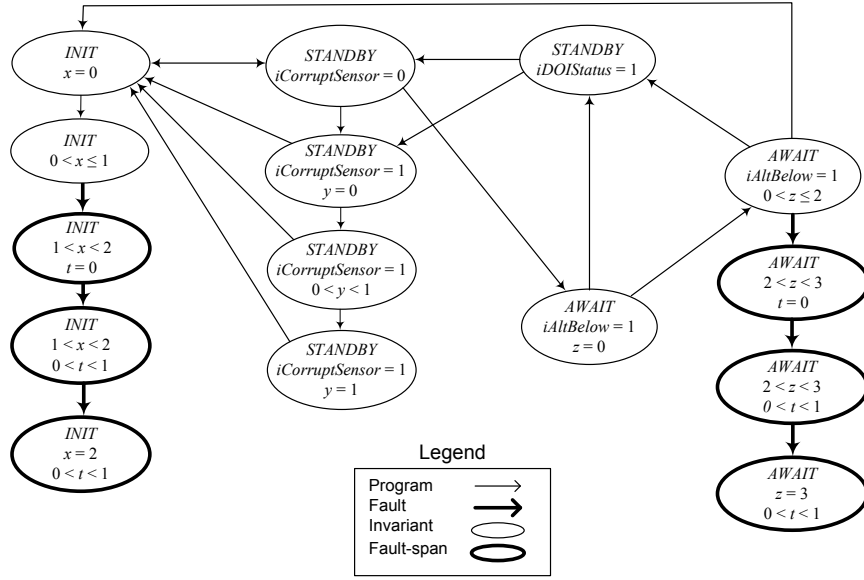 INIT
x = 0
STANDBY
iCorruptSensor = 0
STANDBY
iDOIStatus = 1
INIT
0 < x ≤ 1
STANDBY
iCorruptSensor = 1
y = 0
AWAIT
iAltBelow = 1
0 < z ≤ 2
INIT
1 < x < 2
t = 0
STANDBY
iCorruptSensor = 1
0 < y < 1
AWAIT
2 < z < 3
t = 0
INIT
1 < x < 2
0 < t < 1
STANDBY
iCorruptSensor = 1
y = 1
AWAIT
iAltBelow = 1
z = 0
AWAIT
2 < z < 3
0 < t < 1
INIT
x = 2
0 < t < 1
AWAIT
z = 3
0 < t < 1
Legend
Program
Fault
Invariant
Fault-span